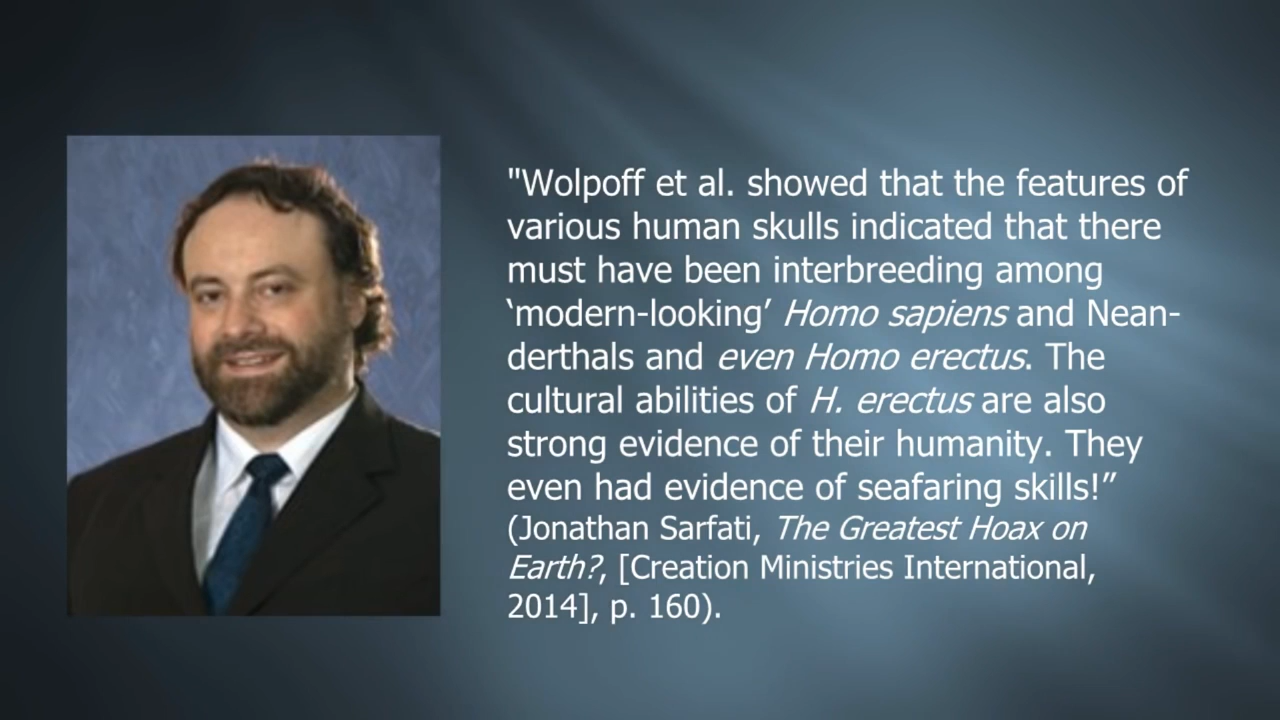 "Wolpoff et al. showed that the features of
various human skulls indicated that there
must have been interbreeding among
‘modern-looking’ Homo sapiens and Nean-
derthals and even Homo erectus. The
cultural abilities of H. erectus are also
strong evidence of their humanity. They
even had evidence of seafaring skills!”
(Jonathan Sarfati, The Greatest Hoax on
Earth?, [Creation Ministries International,
2014], p. 160).